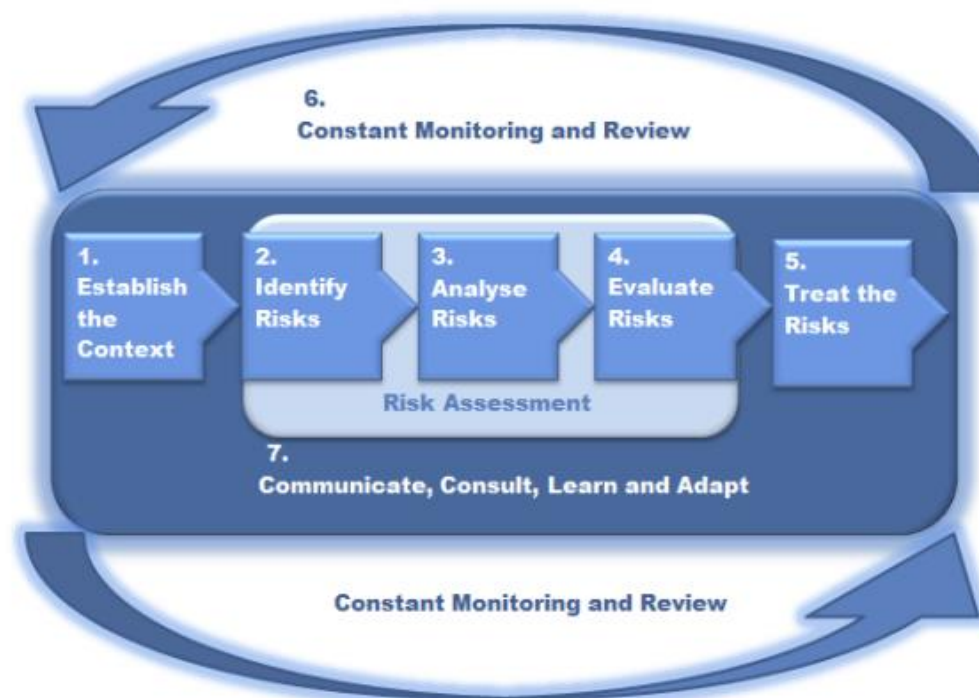 6.
Constant Monitoring and Review
1.
Establish
the
Context
2.
Identify
Risks
3.
Analyse
Risks
4.
Evaluate
Risks
5.
Treat the
Risks
Risk Assessment
7.
Communicate, Consult, Learn and Adapt
Constant Monitoring and Review